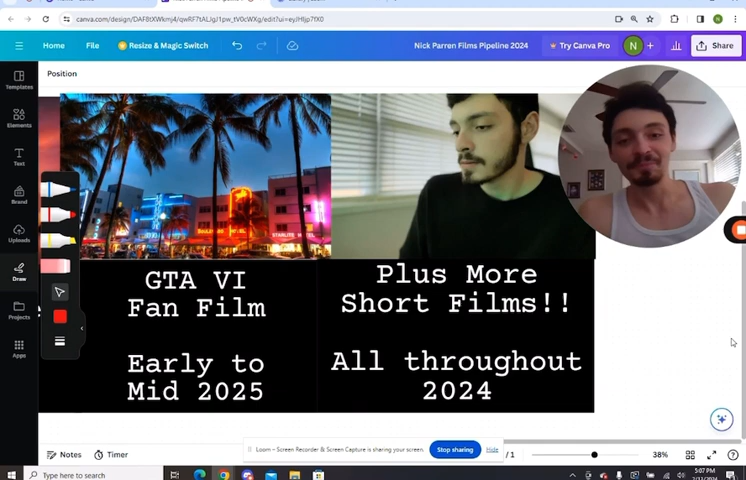 canva.com/design/DAF8tXWkmj4/qwRF7tALJgJ1pw_tV0cWXg/edit?ui=eyJHIjp7fX0
Home
File
Resize & Magic Switch
Nick Parren Films Pipeline 2024
Try Canva Pro
N
Share
Position
Templates
Elements
Text
Brand
Uploads
Draw
Projects
Apps
GTA VI
Fan Film
Early to
Mid 2025
Plus More
Short Films!!
All throughout
2024
Loom – Screen Recorder & Screen Capture is sharing your screen.
Stop sharing
Hide
Notes
Timer
/ 1
38%
Type here to search
5:07 PM